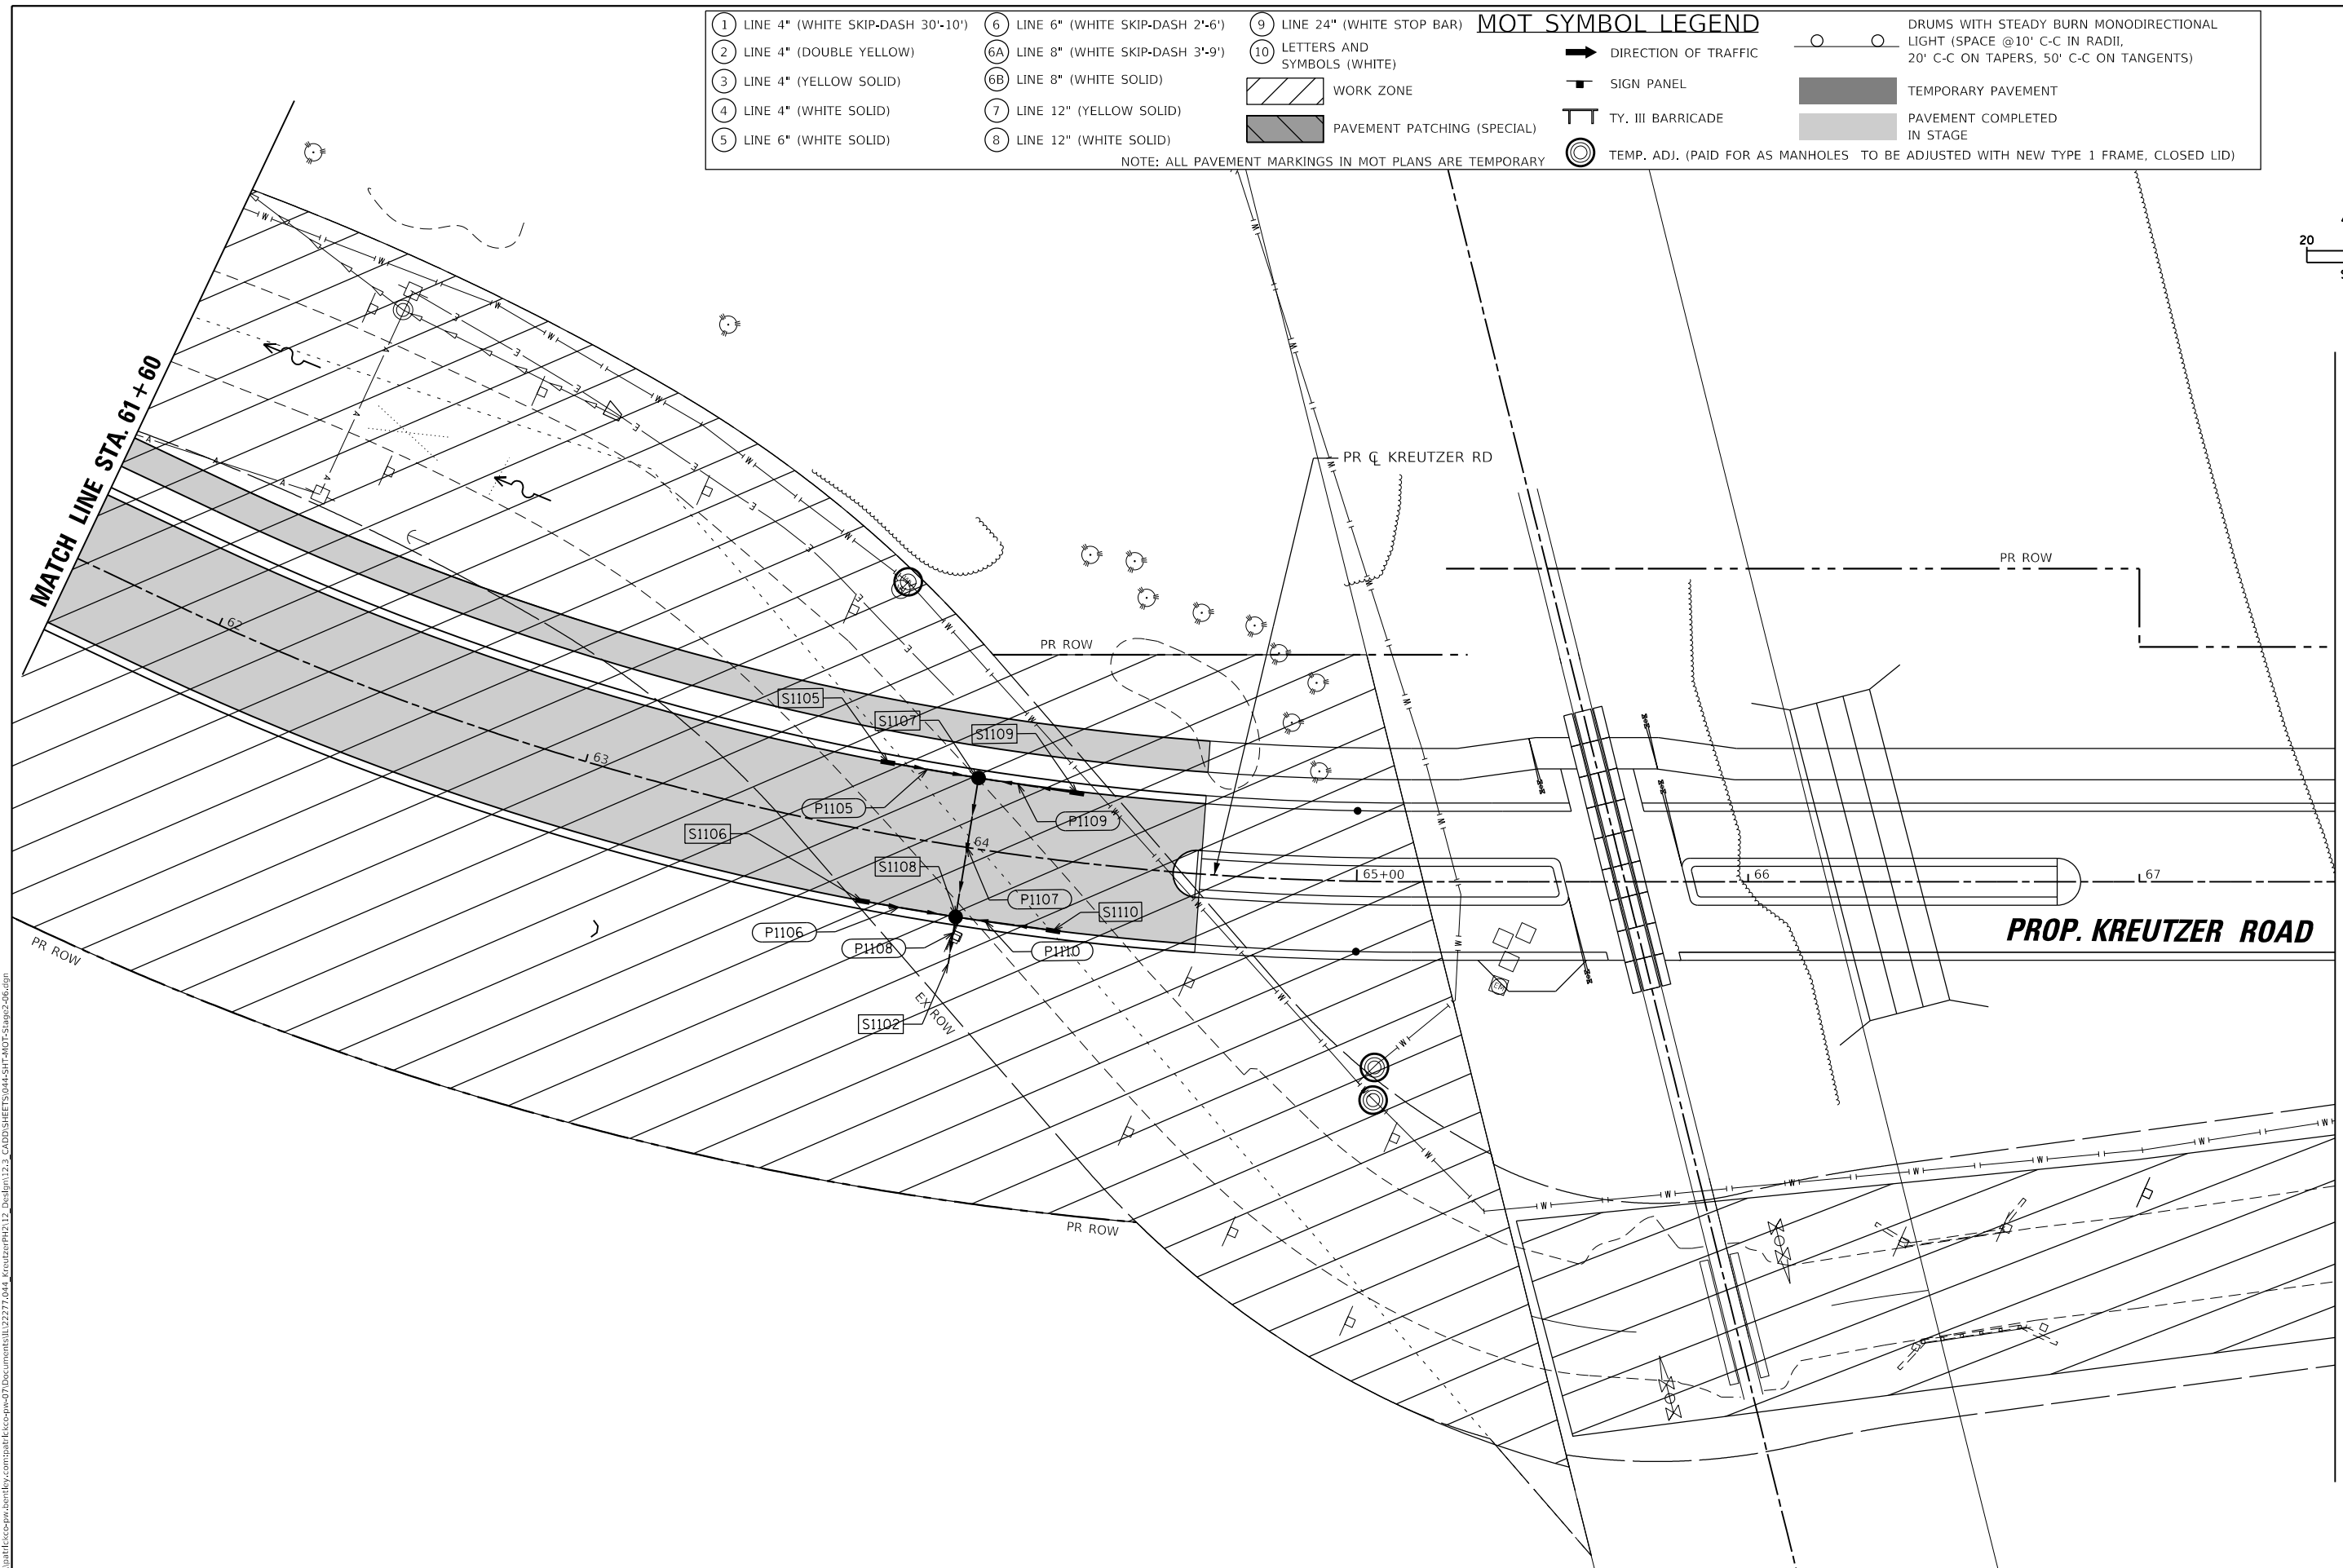 MOT SYMBOL LEGEND
1 LINE 4" (WHITE SKIP-DASH 30'-10')
2 LINE 4" (DOUBLE YELLOW)
3 LINE 4" (YELLOW SOLID)
4 LINE 4" (WHITE SOLID)
5 LINE 6" (WHITE SOLID)
6 LINE 6" (WHITE SKIP-DASH 2'-6')
6A LINE 8" (WHITE SKIP-DASH 3'-9')
6B LINE 8" (WHITE SOLID)
7 LINE 12" (YELLOW SOLID)
8 LINE 12" (WHITE SOLID)
9 LINE 24" (WHITE STOP BAR)
10 LETTERS AND
SYMBOLS (WHITE)
WORK ZONE
PAVEMENT PATCHING (SPECIAL)
NOTE: ALL PAVEMENT MARKINGS IN MOT PLANS ARE TEMPORARY
DIRECTION OF TRAFFIC
SIGN PANEL
TY. III BARRICADE
TEMP. ADJ. (PAID FOR AS MANHOLES TO BE ADJUSTED WITH NEW TYPE 1 FRAME, CLOSED LID)
DRUMS WITH STEADY BURN MONODIRECTIONAL
LIGHT (SPACE @10' C-C IN RADII,
20' C-C ON TAPERS, 50' C-C ON TANGENTS)
TEMPORARY PAVEMENT
PAVEMENT COMPLETED
IN STAGE
20
MATCH LINE STA. 61+60
PR ℄ KREUTZER RD
PR ROW
PR ROW
62
63
64
65+00
66
67
S1105
S1107
S1109
P1105
P1109
S1106
S1108
P1107
S1110
P1106
P1108
P1110
S1102
EX ROW
PROP. KREUTZER ROAD
PR ROW
PR ROW